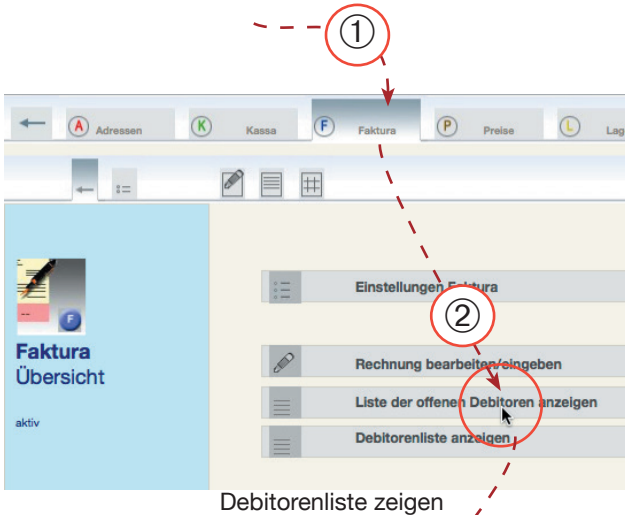 ①
A Adressen K Kassa F Faktura P Preise L Lag
F
Faktura
Übersicht
aktiv
Einstellungen Faktura
②
Rechnung bearbeiten/eingeben
Liste der offenen Debitoren anzeigen
Debitorenliste anzeigen
Debitorenliste zeigen